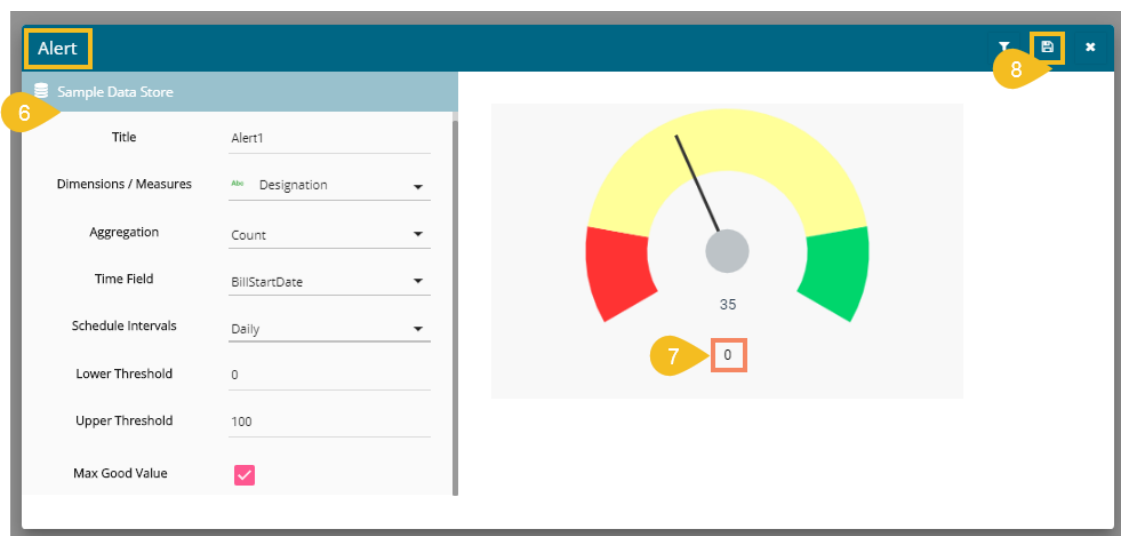 Alert
8
Sample Data Store
6
Title Alert1
Dimensions / Measures Abc Designation
Aggregation Count
Time Field BillStartDate
Schedule Intervals Daily
Lower Threshold 0
Upper Threshold 100
Max Good Value
35
7 0